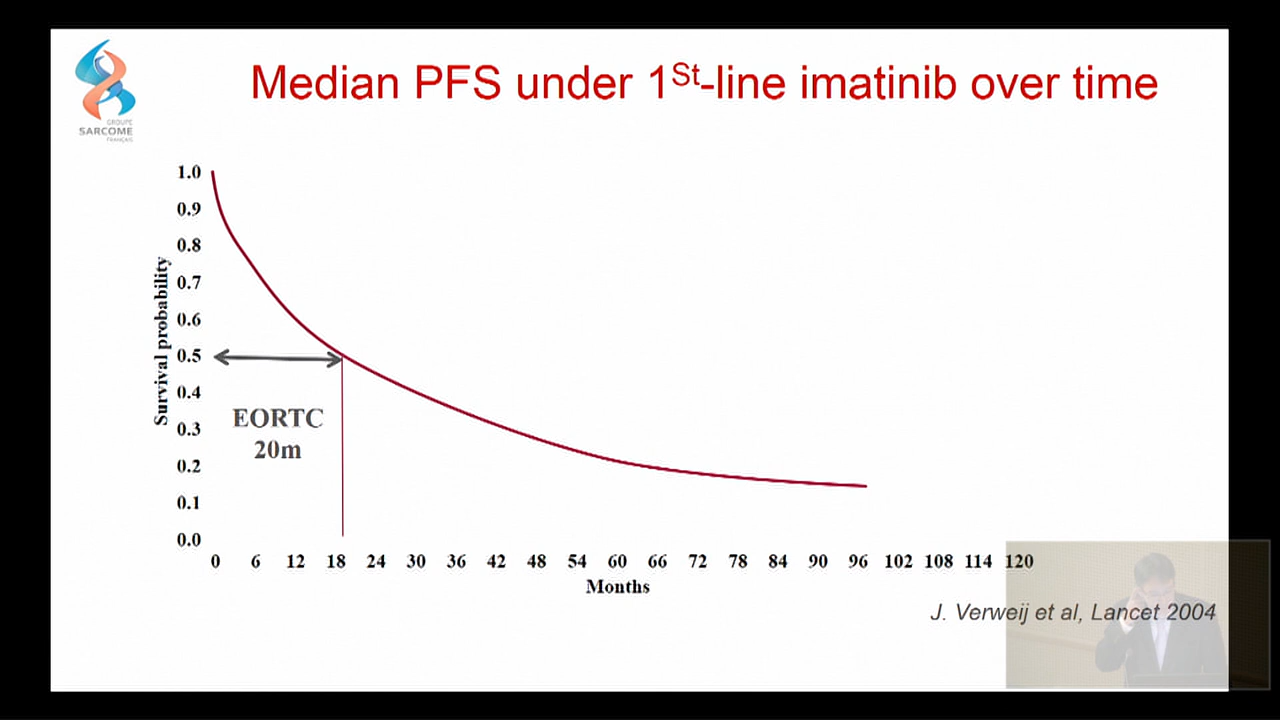 Median PFS under 1St-line imatinib over time
GROUPE
SARCOME
FRANÇAIS
1.0
0.9
0.8
0.7
0.6
0.5
0.4
0.3
0.2
0.1
0.0
Survival probability
EORTC
20m
0 6 12 18 24 30 36 42 48 54 60 66 72 78 84 90 96 102 108 114 120
Months
J. Verweij et al, Lancet 2004